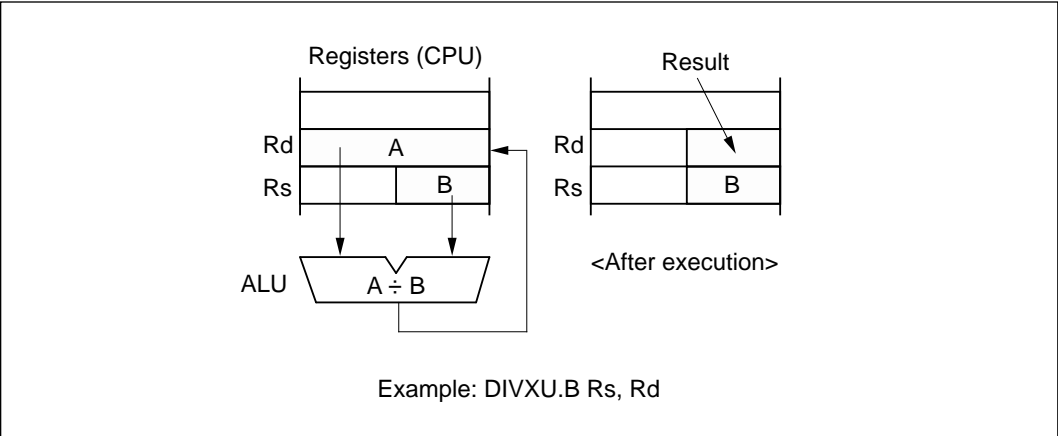 Registers (CPU)
Result
Rd
A
Rd
Rs
B
Rs
B
ALU
A ÷ B
<After execution>
Example: DIVXU.B Rs, Rd